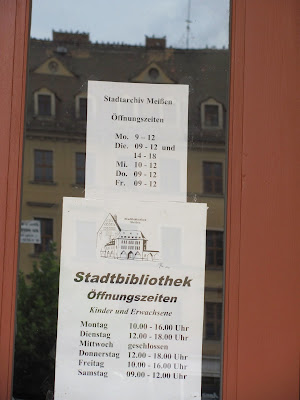 Stadtarchiv Meißen
Öffnungszeiten
Mo. 9 – 12
Die. 09 - 12 und
14 - 18
Mi. 10 - 12
Do. 09 - 12
Fr. 09 - 12
Stadtbibliothek
Öffnungszeiten
Kinder und Erwachsene
Montag 10.00 - 16.00 Uhr
Dienstag 12.00 - 18.00 Uhr
Mittwoch geschlossen
Donnerstag 12.00 - 18.00 Uhr
Freitag 10.00 - 16.00 Uhr
Samstag 09.00 - 12.00 Uhr